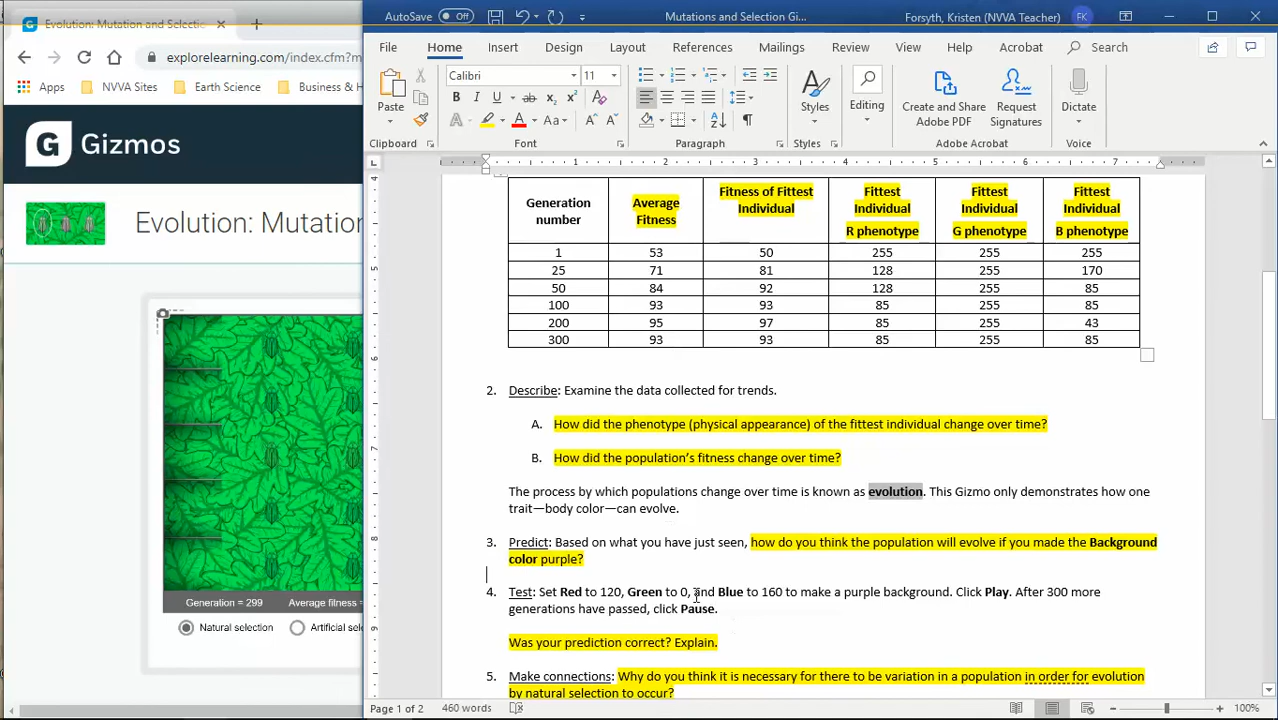 Evolution: Mutation and Selectio
explorelearning.com/index.cfm?m
Apps NVVA Sites Earth Science Business & H
G Gizmos
Evolution: Mutation
Generation = 299 Average fitness =
Natural selection Artificial sel
AutoSave Off Mutations and Selection Gi... Forsyth, Kristen (NVVA Teacher) FK
File Home Insert Design Layout References Mailings Review View Help Acrobat Search
Calibri 11
Paste Styles Editing Create and Share Adobe PDF Request Signatures Dictate
Clipboard Font Paragraph Styles Adobe Acrobat Voice
Generation number Average Fitness Fitness of Fittest Individual Fittest Individual R phenotype Fittest Individual G phenotype Fittest Individual B phenotype
1 53 50 255 255 255
25 71 81 128 255 170
50 84 92 128 255 85
100 93 93 85 255 85
200 95 97 85 255 43
300 93 93 85 255 85
2. Describe: Examine the data collected for trends.
A. How did the phenotype (physical appearance) of the fittest individual change over time?
B. How did the population's fitness change over time?
The process by which populations change over time is known as evolution. This Gizmo only demonstrates how one
trait—body color—can evolve.
3. Predict: Based on what you have just seen, how do you think the population will evolve if you made the Background
color purple?
4. Test: Set Red to 120, Green to 0, and Blue to 160 to make a purple background. Click Play. After 300 more
generations have passed, click Pause.
Was your prediction correct? Explain.
5. Make connections: Why do you think it is necessary for there to be variation in a population in order for evolution
by natural selection to occur?
Page 1 of 2 460 words 100%